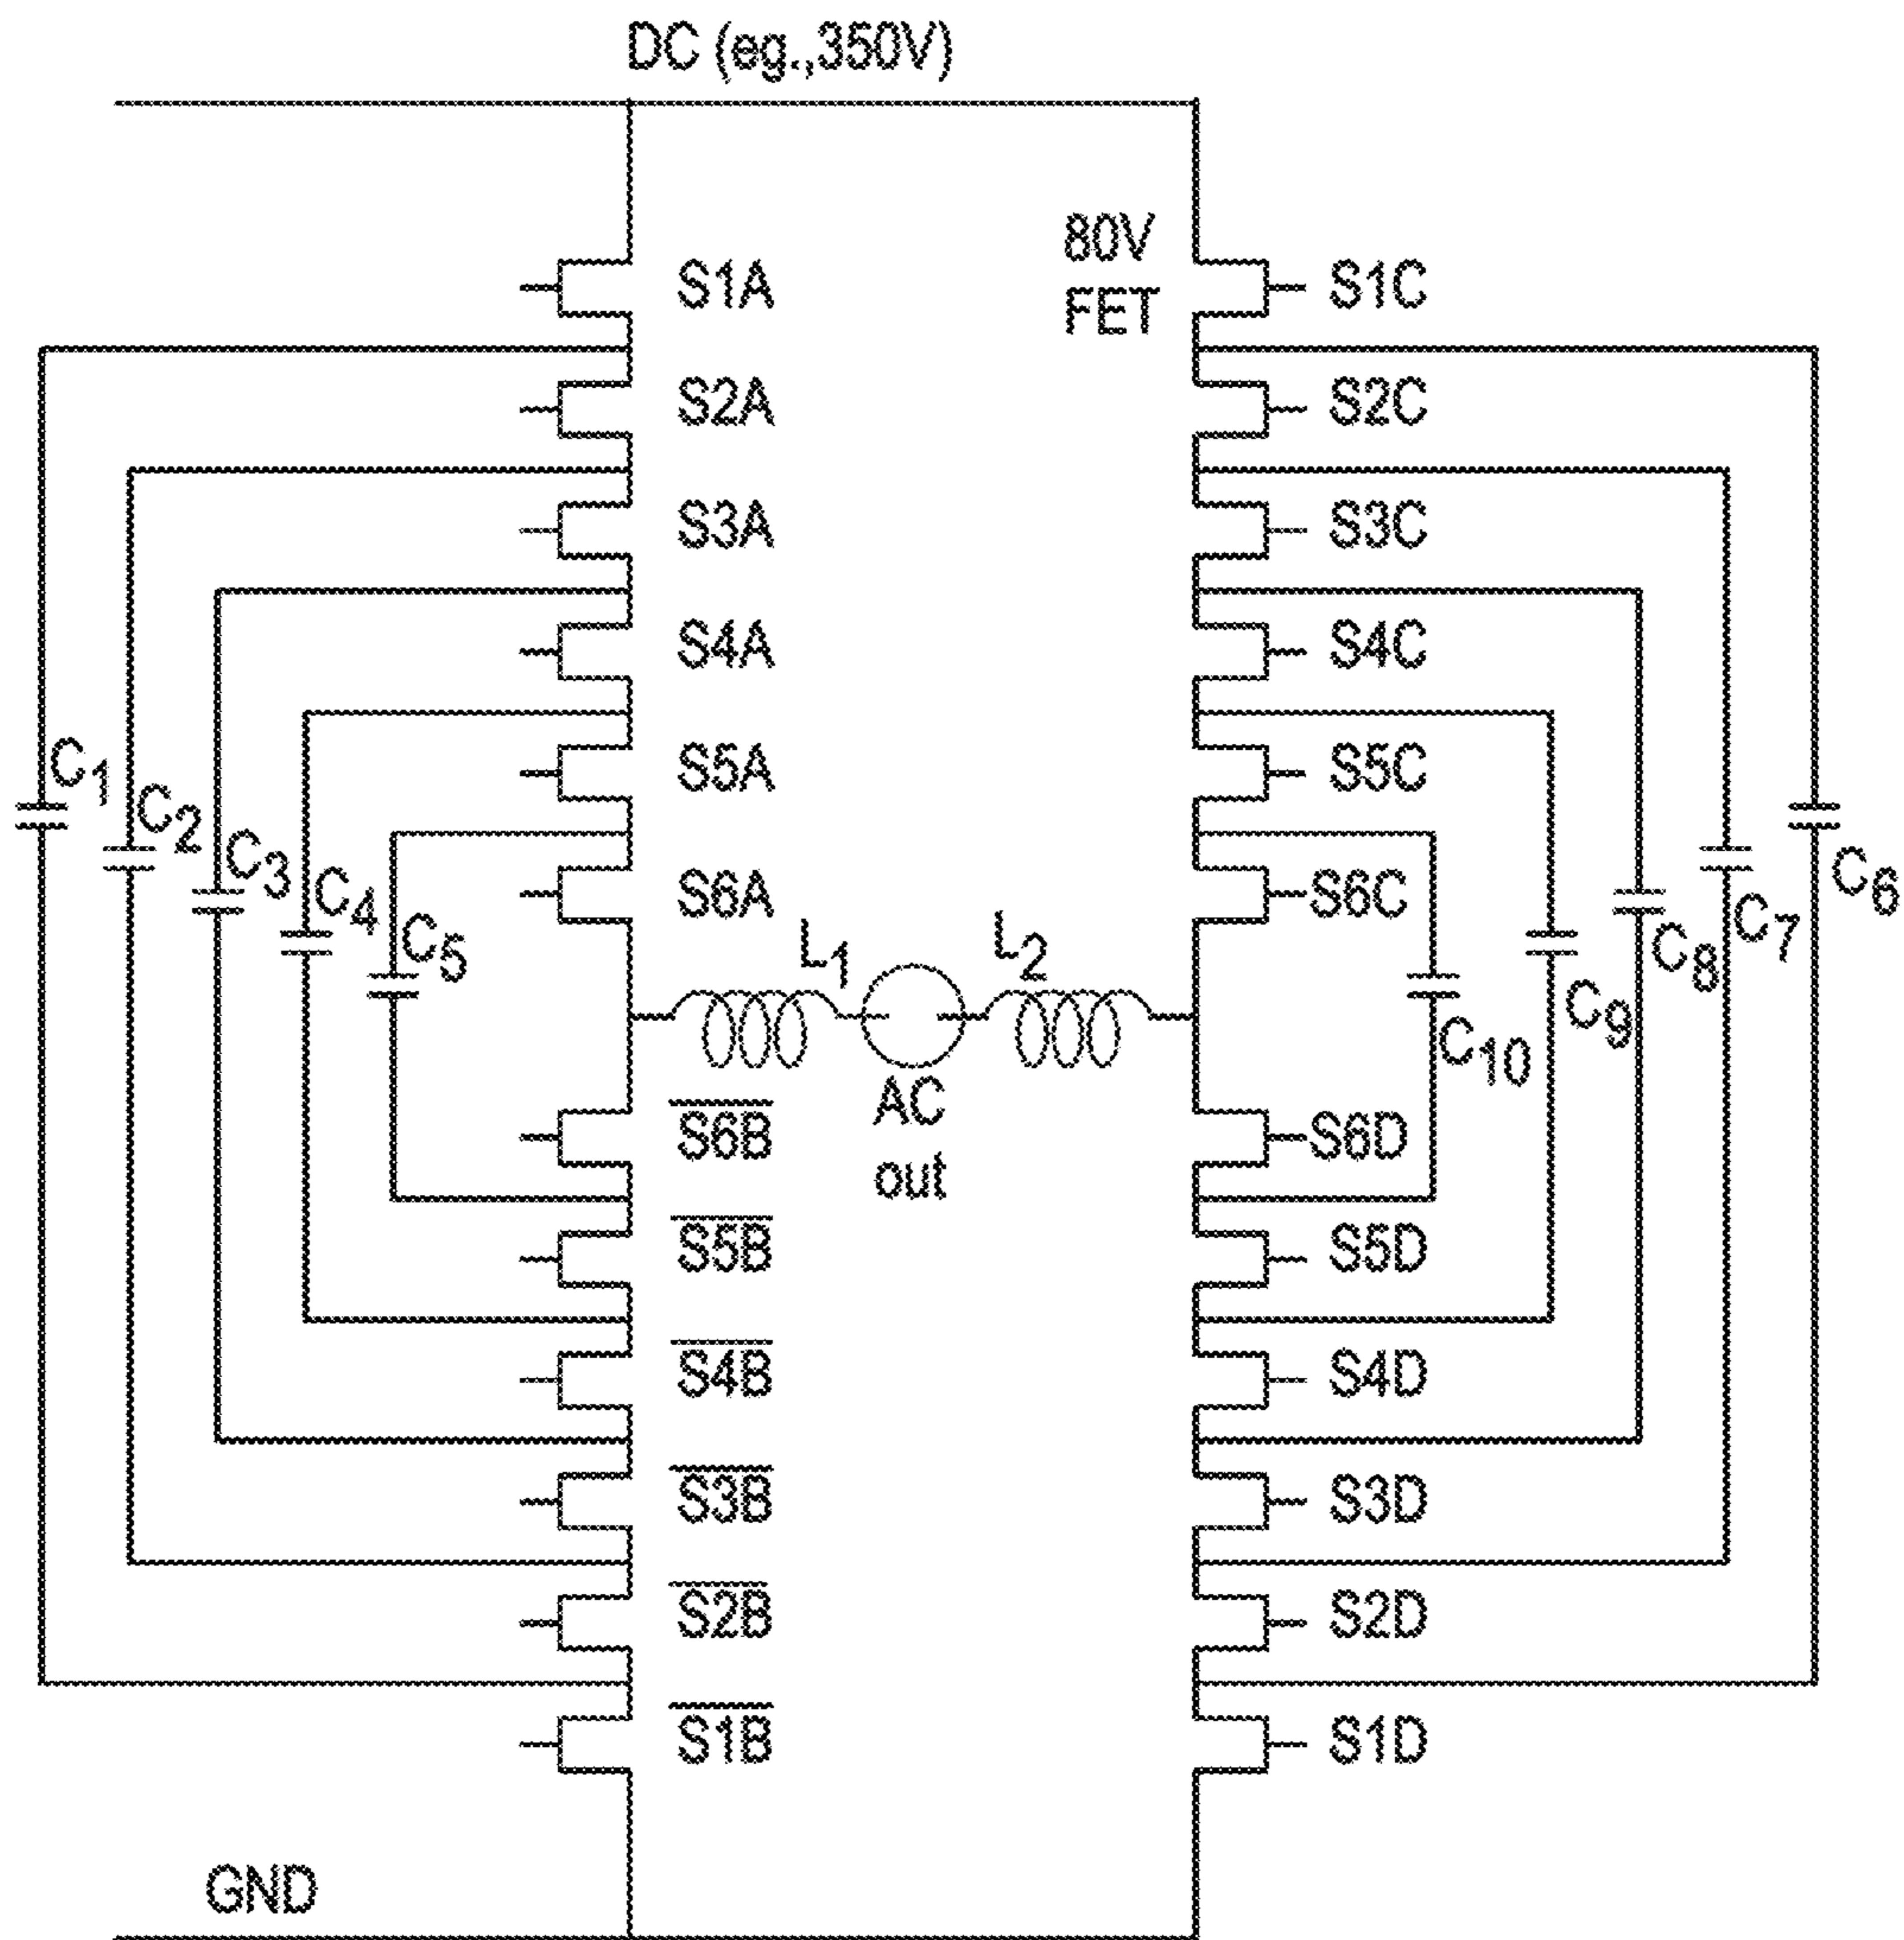 DC (eg.,350V)
80V
FET
S1A
S1C
S2A
S2C
S3A
S3C
S4A
S4C
S5A
S5C
C1
C2
C3
C4
C5
S6A
S6C
L1
L2
C6
C7
C8
C9
C10
AC
out
S6B
S6D
S5B
S5D
S4B
S4D
S3B
S3D
S2B
S2D
S1B
S1D
GND